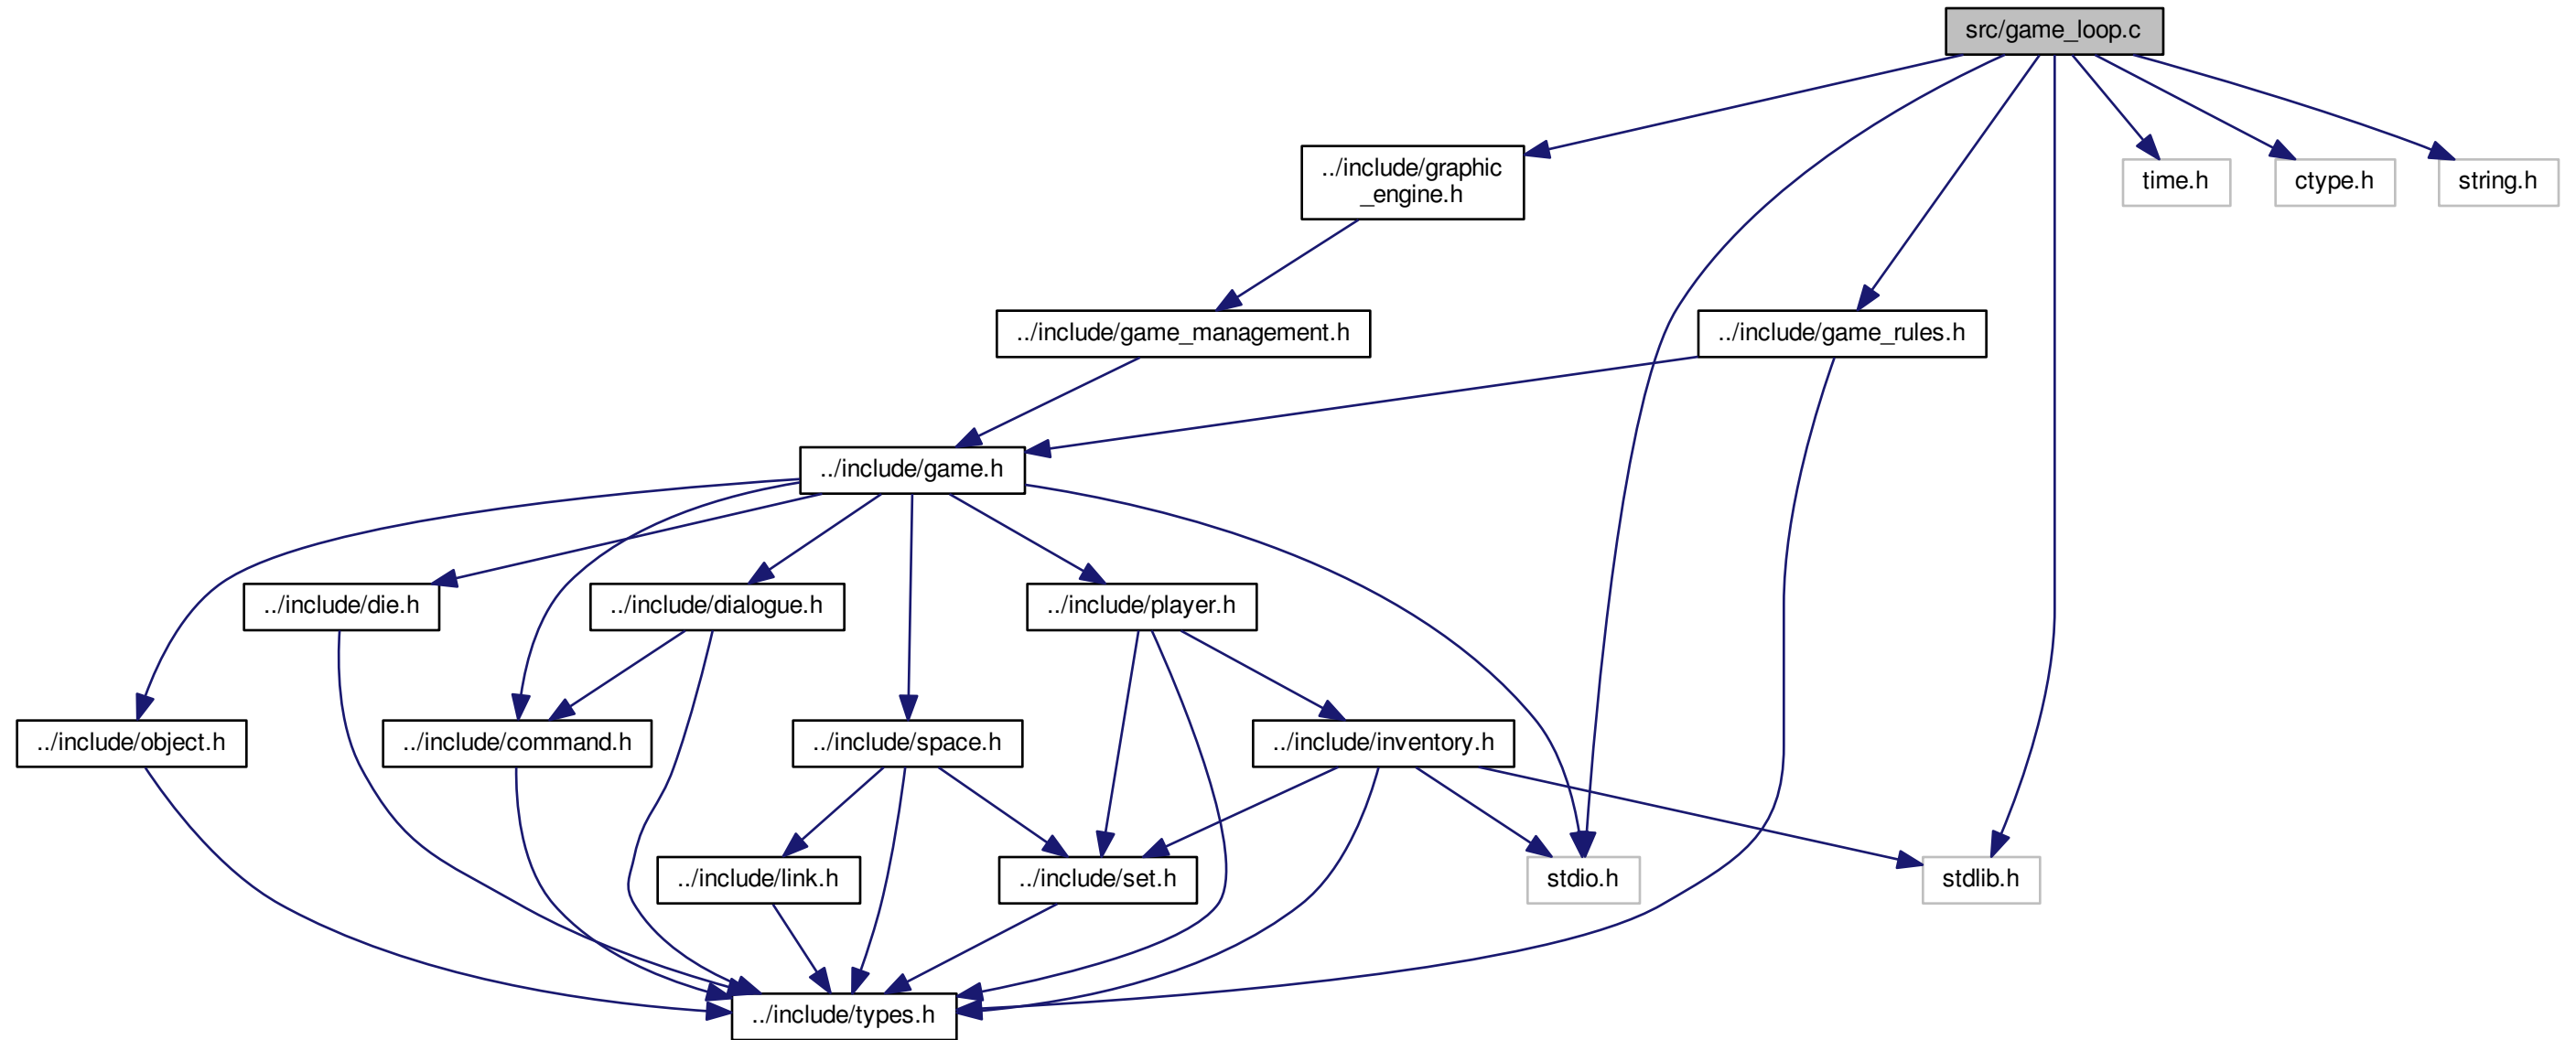 src/game_loop.c
../include/graphic
_engine.h
time.h
ctype.h
string.h
../include/game_management.h
../include/game_rules.h
../include/game.h
../include/die.h
../include/dialogue.h
../include/player.h
../include/object.h
../include/command.h
../include/space.h
../include/inventory.h
../include/link.h
../include/set.h
stdio.h
stdlib.h
../include/types.h